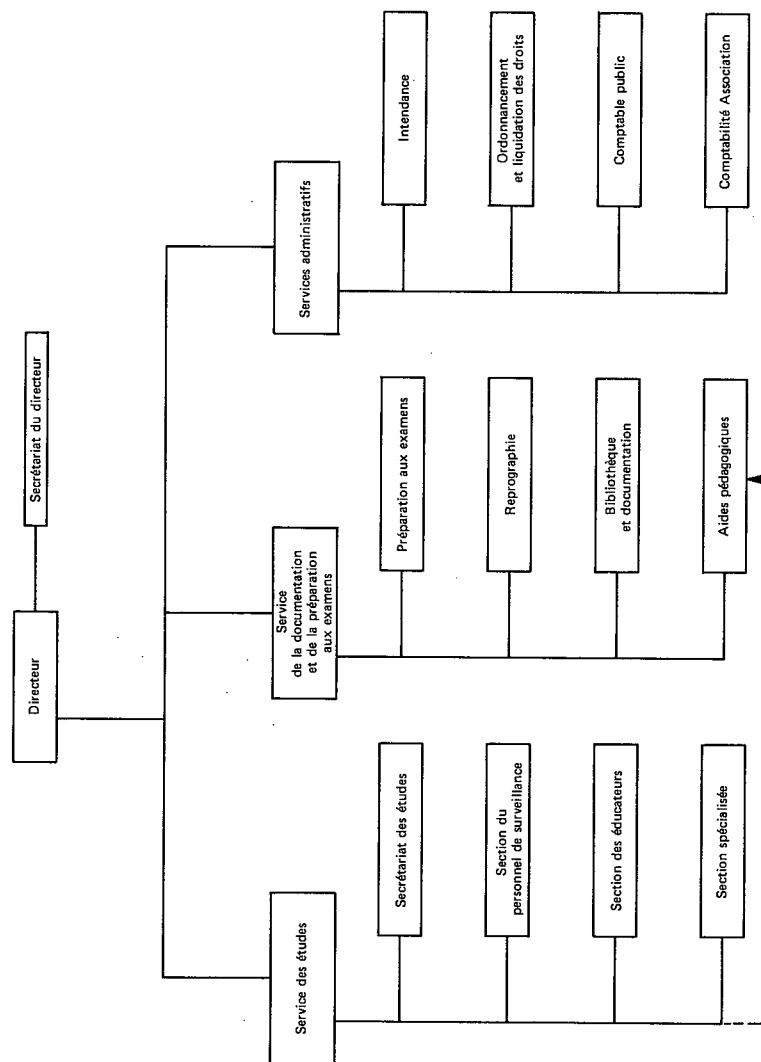 Directeur
Secrétariat du directeur
Service des études
Secrétariat des études
Section du
personnel de surveillance
Section des éducateurs
Section spécialisée
Service
de la documentation
et de la préparation
aux examens
Préparation aux examens
Reprographie
Bibliothèque
et documentation
Aides pédagogiques
Services administratifs
Intendance
Ordonnancement
et liquidation des droits
Comptable public
Comptabilité Association